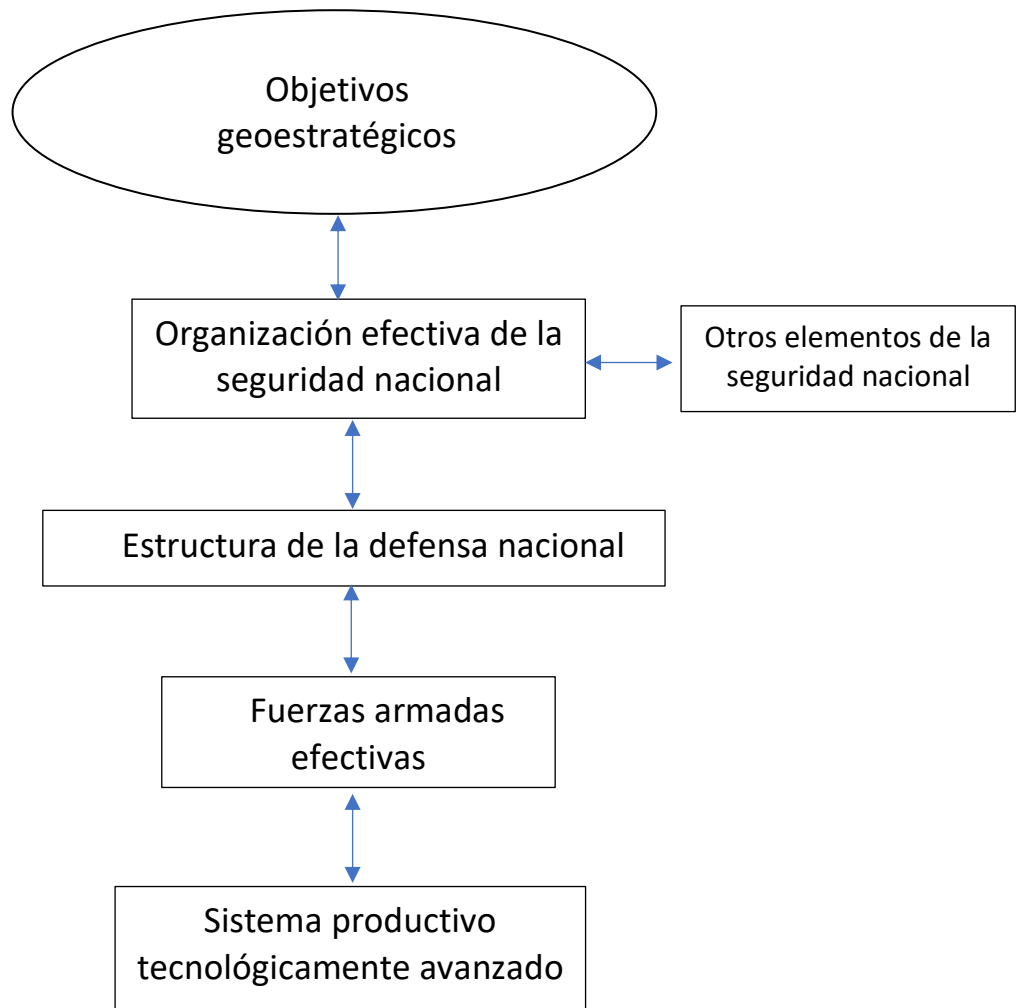 Objetivos
geoestratégicos
Organización efectiva de la
seguridad nacional
Otros elementos de la
seguridad nacional
Estructura de la defensa nacional
Fuerzas armadas
efectivas
Sistema productivo
tecnológicamente avanzado